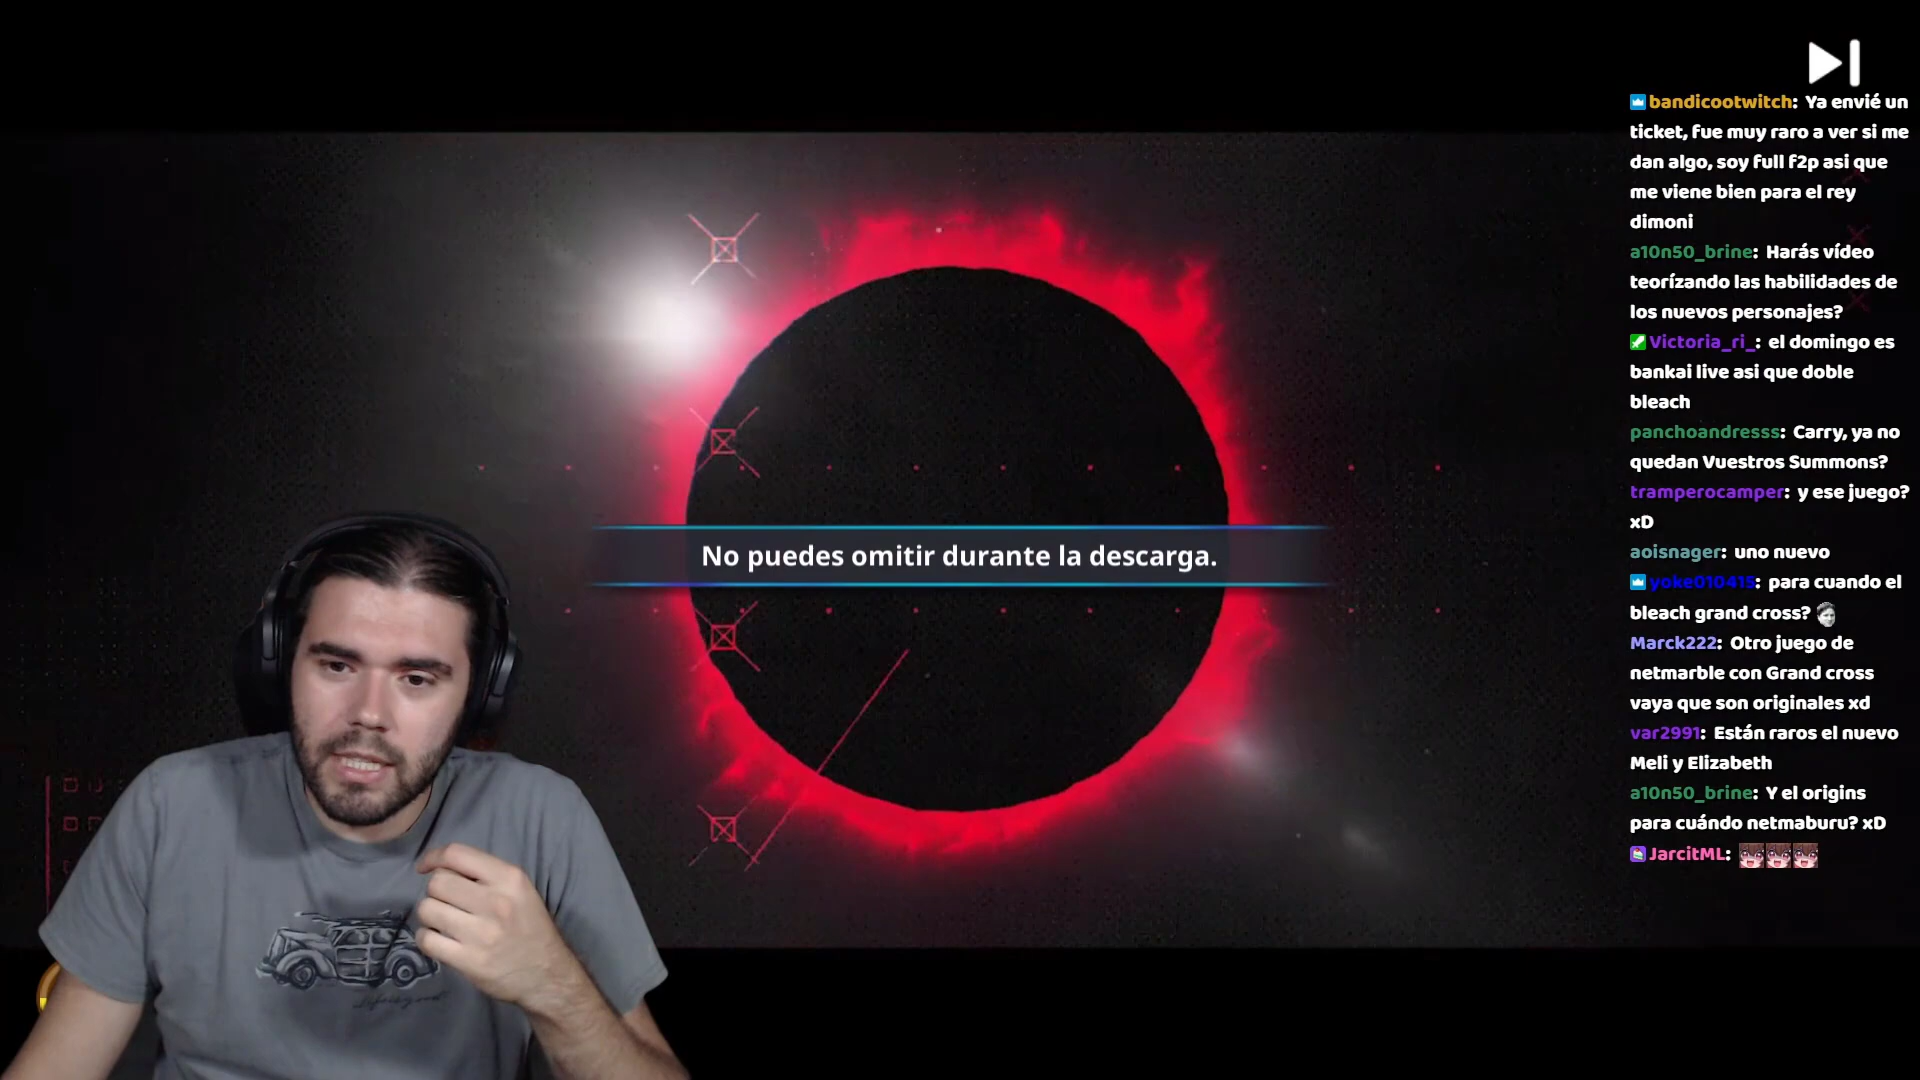 bandicootwitch: Ya envié un
ticket, fue muy raro a ver si me
dan algo, soy full f2p asi que
me viene bien para el rey
dimoni
a10n50_brine: Harás vídeo
teorízando las habilidades de
los nuevos personajes?
Victoria_ri_: el domingo es
bankai live asi que doble
bleach
panchoandresss: Carry, ya no
quedan Vuestros Summons?
tramperocamper: y ese juego?
xD
aoisnager: uno nuevo
yoke010415: para cuando el
bleach grand cross?
Marck222: Otro juego de
netmarble con Grand cross
vaya que son originales xd
var2991: Están raros el nuevo
Meli y Elizabeth
a10n50_brine: Y el origins
para cuándo netmaburu? xD
JarcitML:
No puedes omitir durante la descarga.